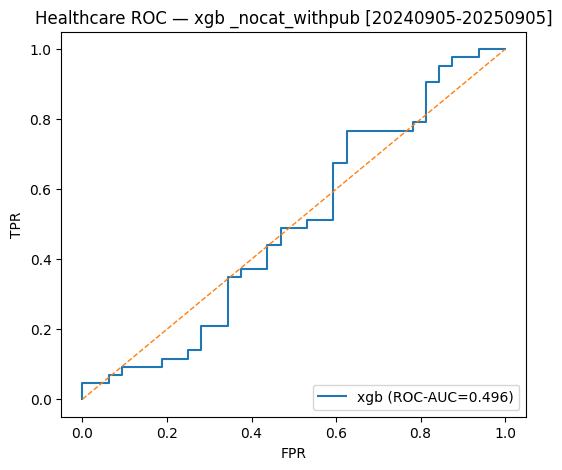 Healthcare ROC — xgb _nocat_withpub [20240905-20250905]
1.0
0.8
0.6
0.4
0.2
0.0
TPR
0.0 0.2 0.4 0.6 0.8 1.0
FPR
xgb (ROC-AUC=0.496)